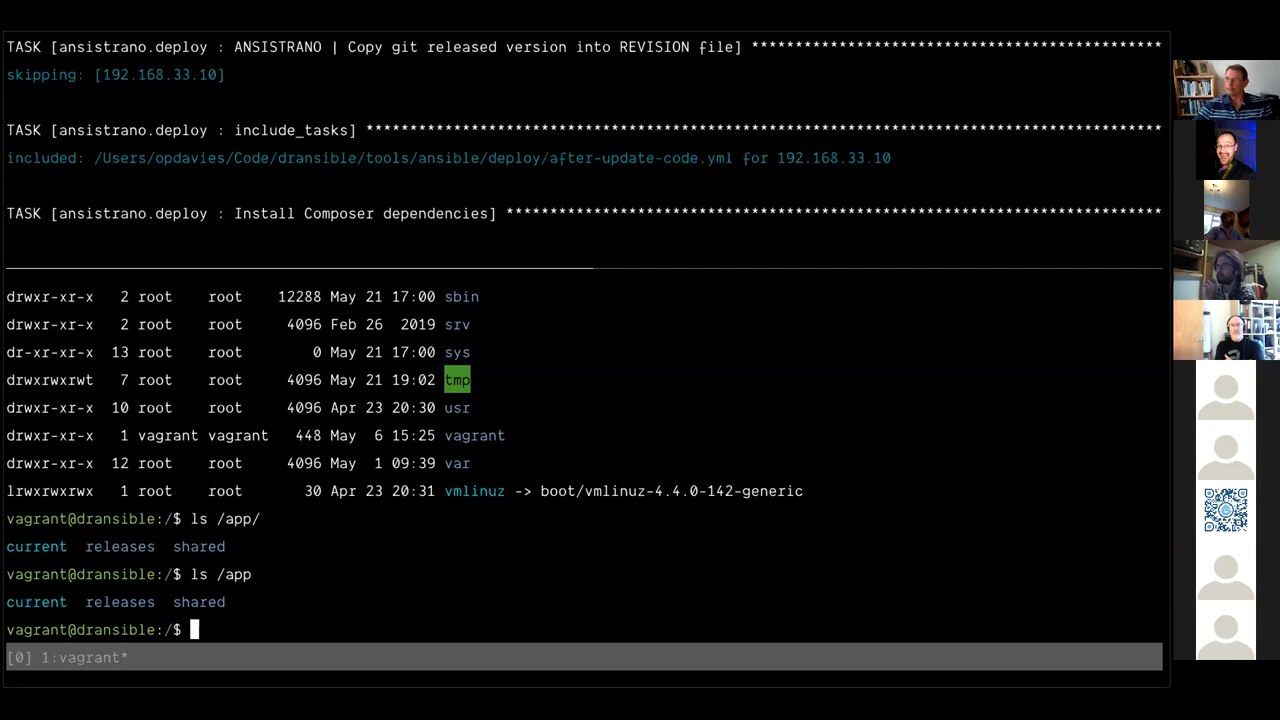 TASK [ansistrano.deploy : ANSISTRANO | Copy git released version into REVISION file] ***********************************************
skipping: [192.168.33.10]
TASK [ansistrano.deploy : include_tasks] *******************************************************************************************
included: /Users/opdavies/Code/dransible/tools/ansible/deploy/after-update-code.yml for 192.168.33.10
TASK [ansistrano.deploy : Install Composer dependencies] ***************************************************************************
drwxr-xr-x   2 root    root    12288 May 21 17:00 sbin
drwxr-xr-x   2 root    root     4096 Feb 26  2019 srv
dr-xr-xr-x  13 root    root        0 May 21 17:00 sys
drwxrwxrwt   7 root    root     4096 May 21 19:02 tmp
drwxr-xr-x  10 root    root     4096 Apr 23 20:30 usr
drwxr-xr-x   1 vagrant vagrant   448 May  6 15:25 vagrant
drwxr-xr-x  12 root    root     4096 May  1 09:39 var
lrwxrwxrwx   1 root    root       30 Apr 23 20:31 vmlinuz -> boot/vmlinuz-4.4.0-142-generic
vagrant@dransible:/$ ls /app/
current  releases  shared
vagrant@dransible:/$ ls /app
current  releases  shared
vagrant@dransible:/$
[0] 1:vagrant*